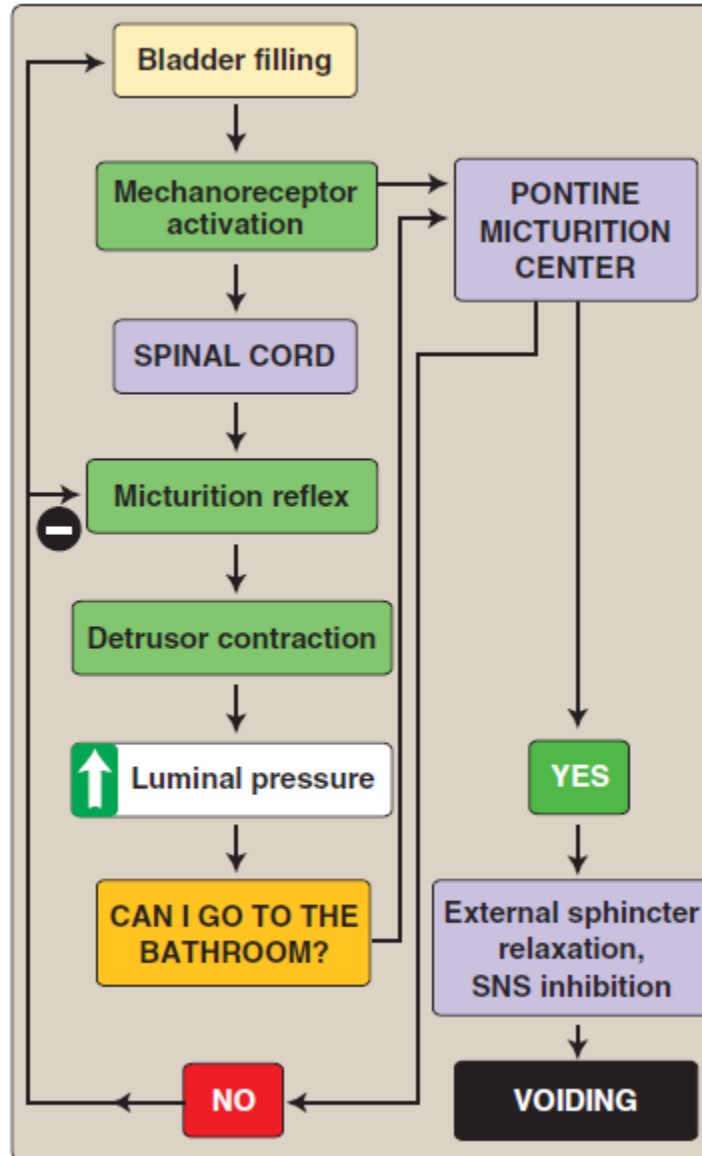 Bladder filling
Mechanoreceptor
activation
PONTINE
MICTURITION
CENTER
SPINAL CORD
Micturition reflex
Detrusor contraction
Luminal pressure
YES
CAN I GO TO THE
BATHROOM?
External sphincter
relaxation,
SNS inhibition
NO
VOIDING